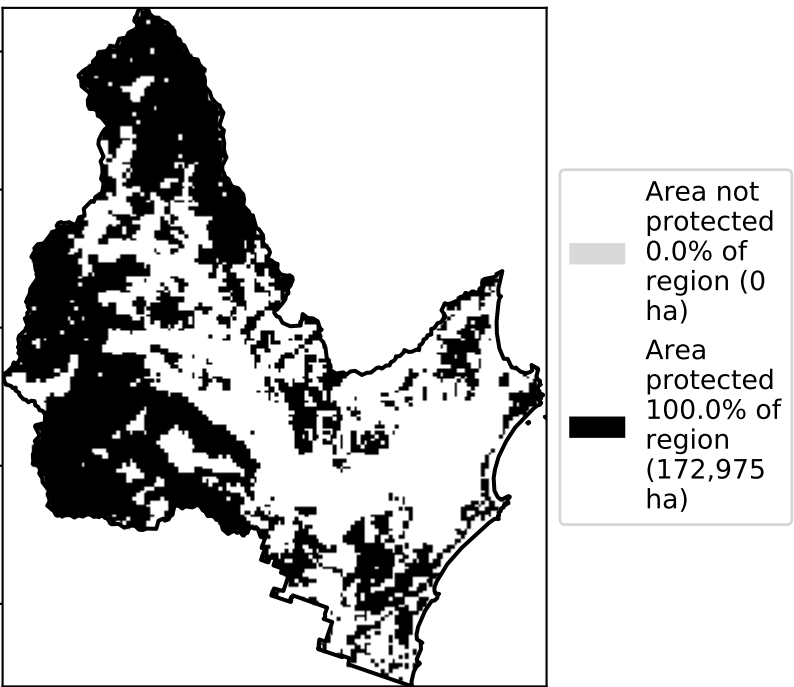 Area not
protected
0.0% of
region (0
ha)
Area
protected
100.0% of
region
(172,975
ha)